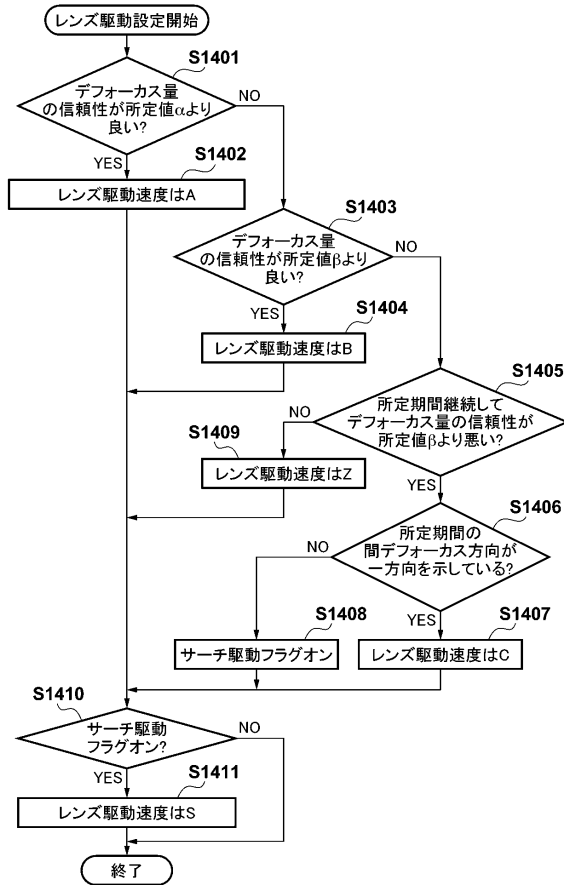 レンズ駆動設定開始
S1401
デフォーカス量
の信頼性が所定値αより
良い?
NO
YES
S1402
レンズ駆動速度はA
S1403
デフォーカス量
の信頼性が所定値βより
良い?
NO
YES
S1404
レンズ駆動速度はB
S1405
所定期間継続して
デフォーカス量の信頼性が
所定値βより悪い?
NO
YES
S1409
レンズ駆動速度はZ
S1406
所定期間の
間デフォーカス方向が
一方向を示している?
NO
YES
S1408
サーチ駆動フラグオン
S1407
レンズ駆動速度はC
S1410
サーチ駆動
フラグオン?
NO
YES
S1411
レンズ駆動速度はS
終了